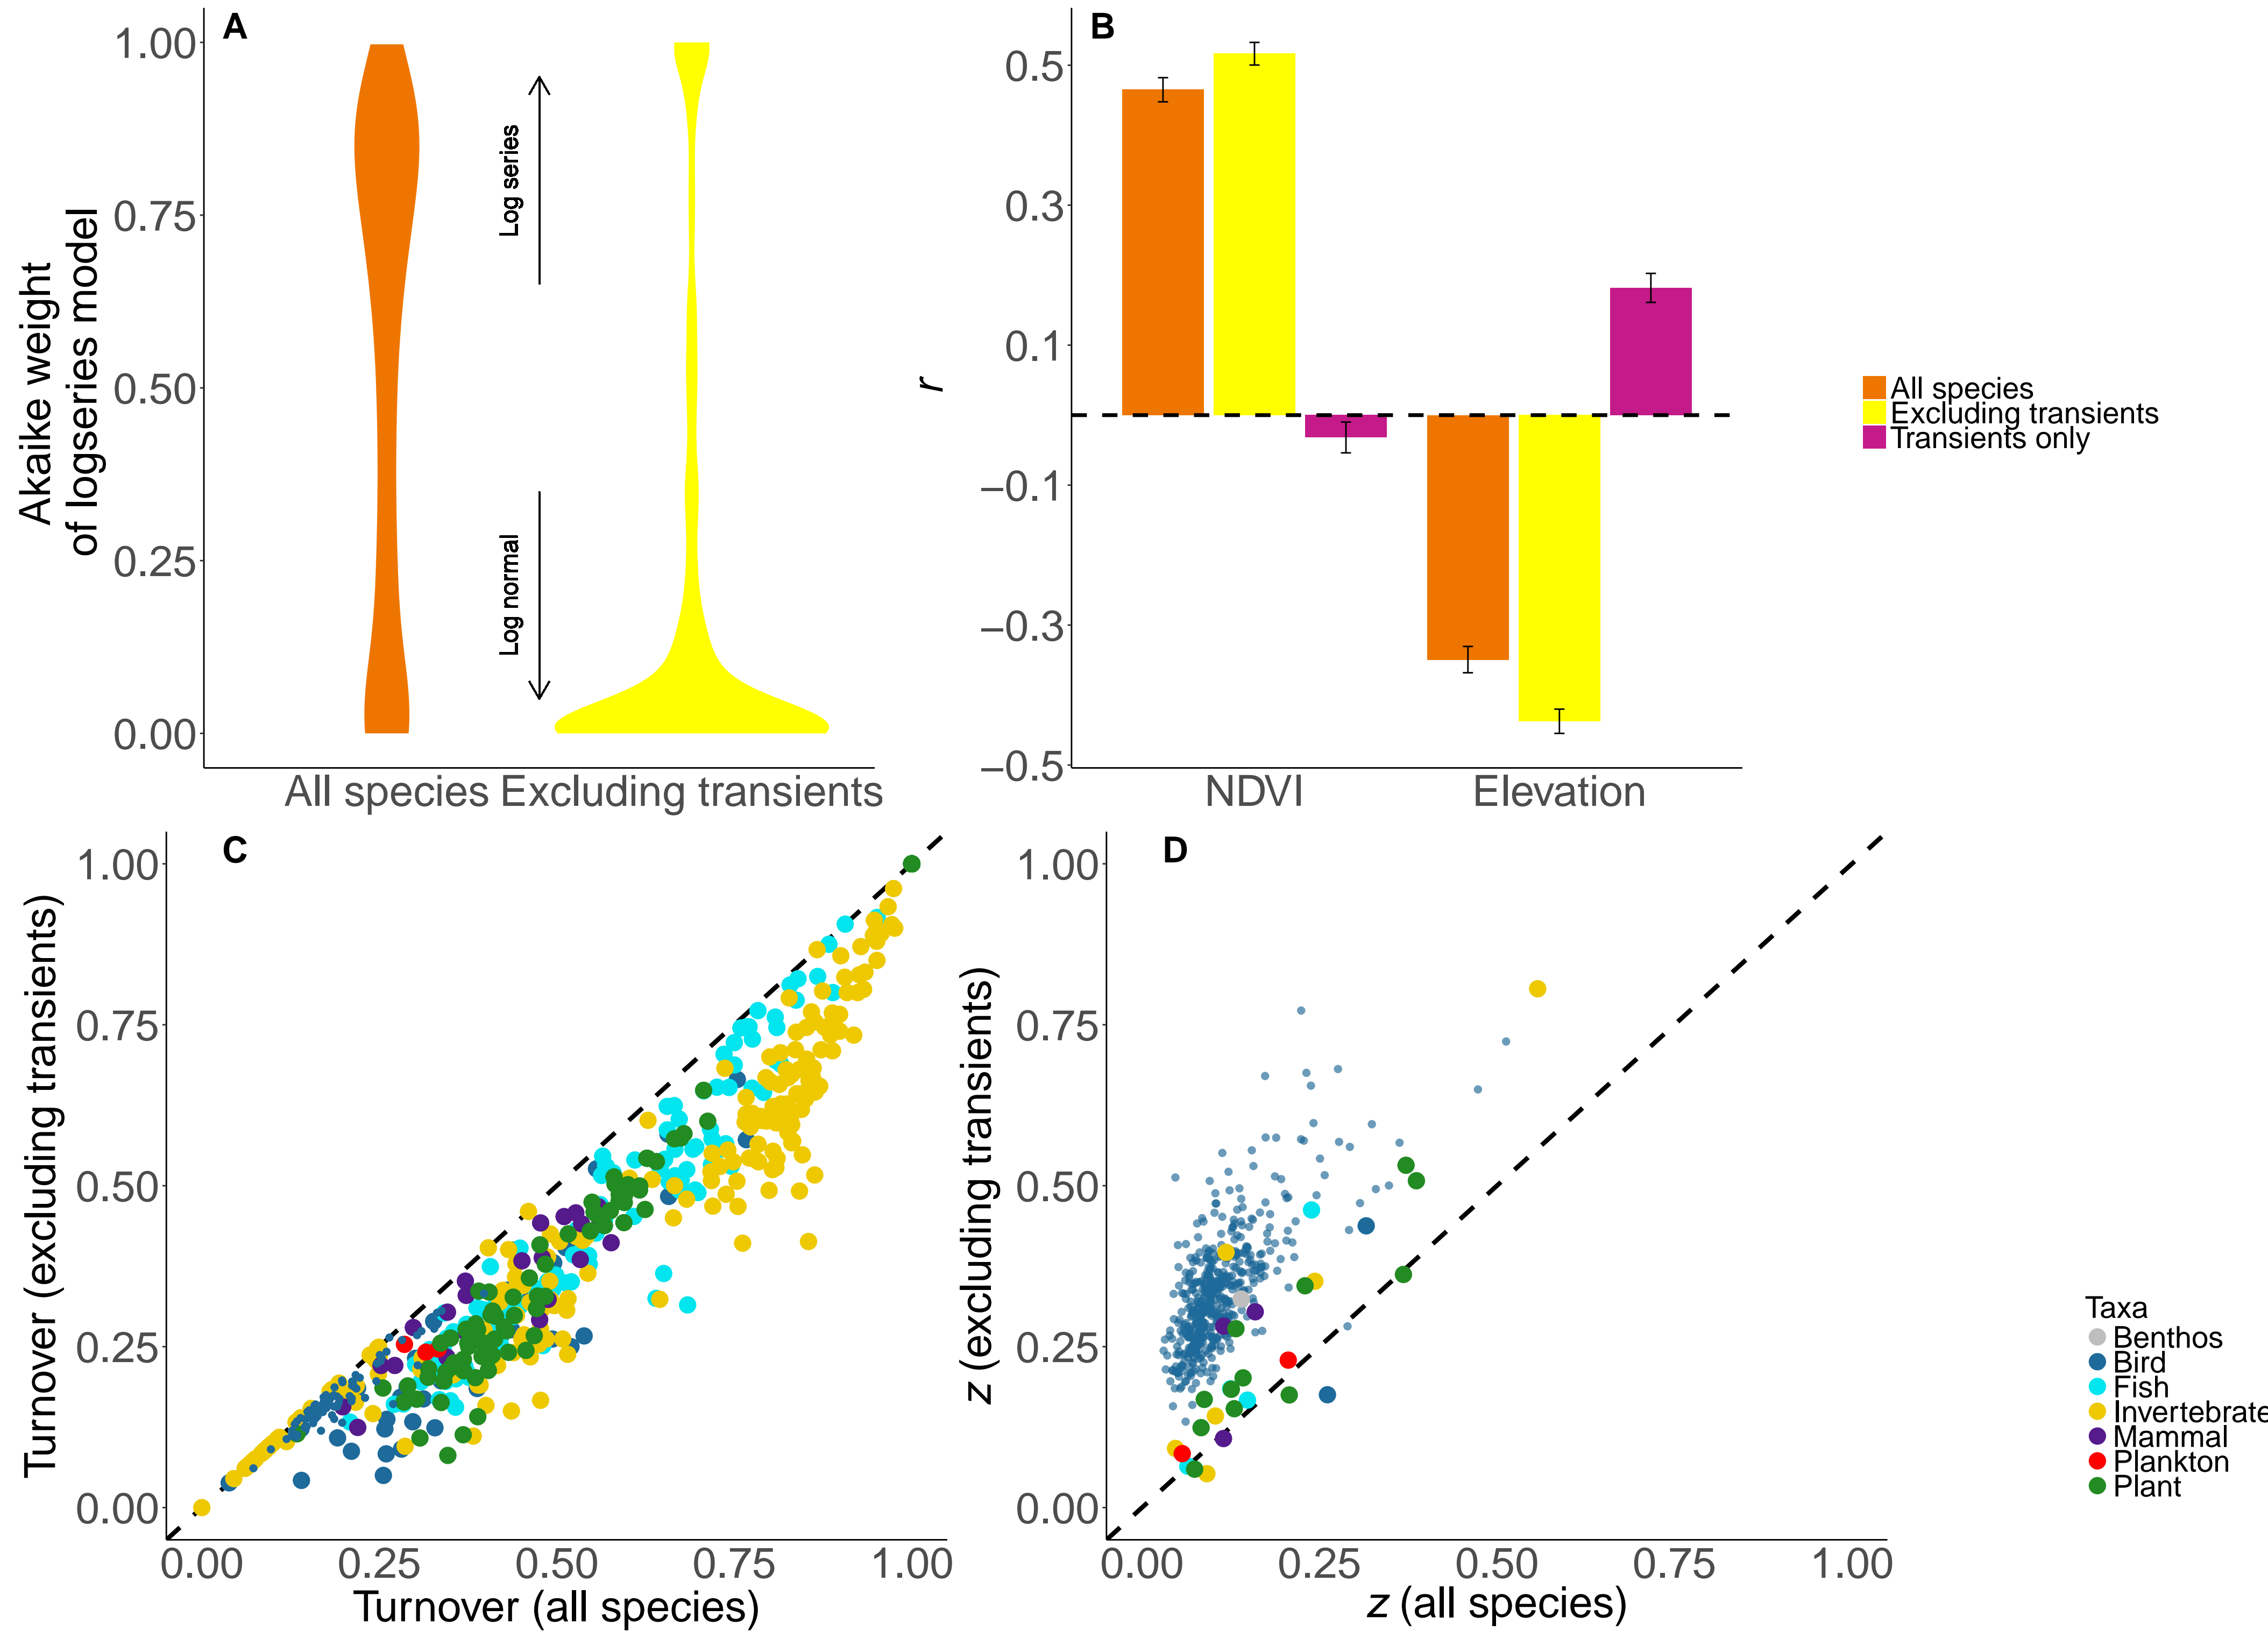 A
1.00
0.75
0.50
0.25
0.00
Akaike weight
of logseries model
Log series
Log normal
All species
Excluding transients
B
0.5
0.3
0.1
−0.1
−0.3
−0.5
r
NDVI
Elevation
All species
Excluding transients
Transients only
C
1.00
0.75
0.50
0.25
0.00
Turnover (excluding transients)
0.00
0.25
0.50
0.75
1.00
Turnover (all species)
D
1.00
0.75
0.50
0.25
0.00
z (excluding transients)
0.00
0.25
0.50
0.75
1.00
z (all species)
Taxa
Benthos
Bird
Fish
Invertebrate
Mammal
Plankton
Plant